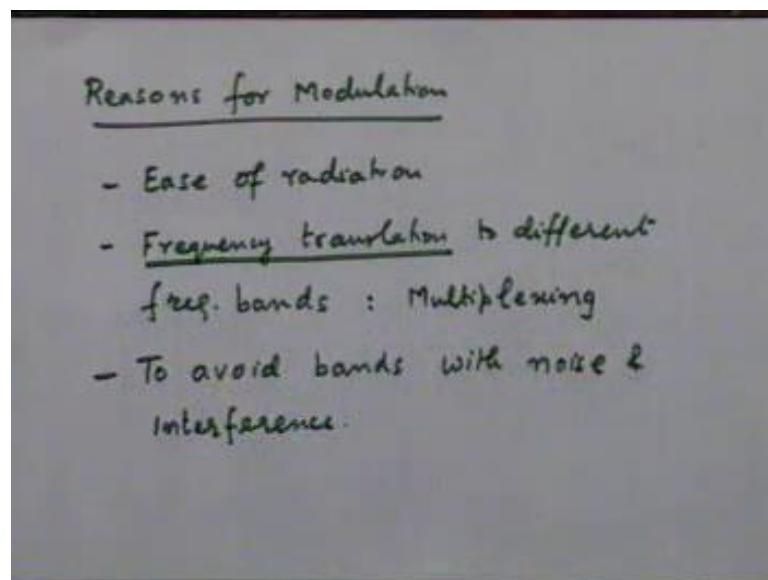 Reasons for Modulation
- Ease of radiation
- Frequency translation to different
freq. bands : Multiplexing
- To avoid bands with noise &
interference.